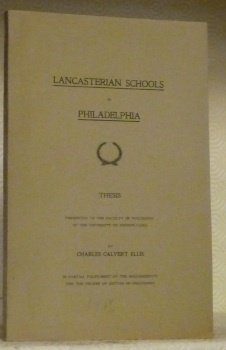 LANCASTERIAN SCHOOLS
IN
PHILADELPHIA
THESIS
PRESENTED TO THE FACULTY OF PHILOSOPHY
OF THE UNIVERSITY OF PENNSYLVANIA
BY
CHARLES CALVERT ELLIS
IN PARTIAL FULFILMENT OF THE REQUIREMENTS
FOR THE DEGREE OF DOCTOR OF PHILOSOPHY